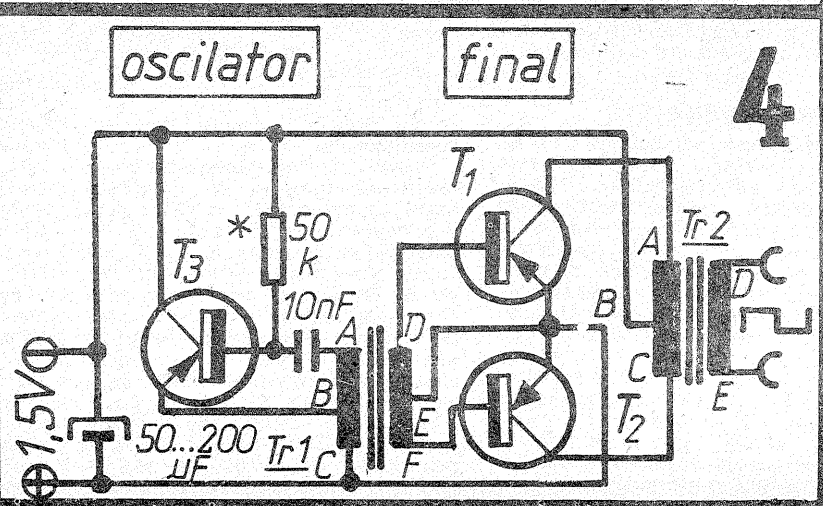 oscilator
final
4
T1
T3
*
50
k
10nF
A
B
C
D
E
F
Tr1
1,5V
50...200
µF
T2
Tr2
A
B
C
D
E